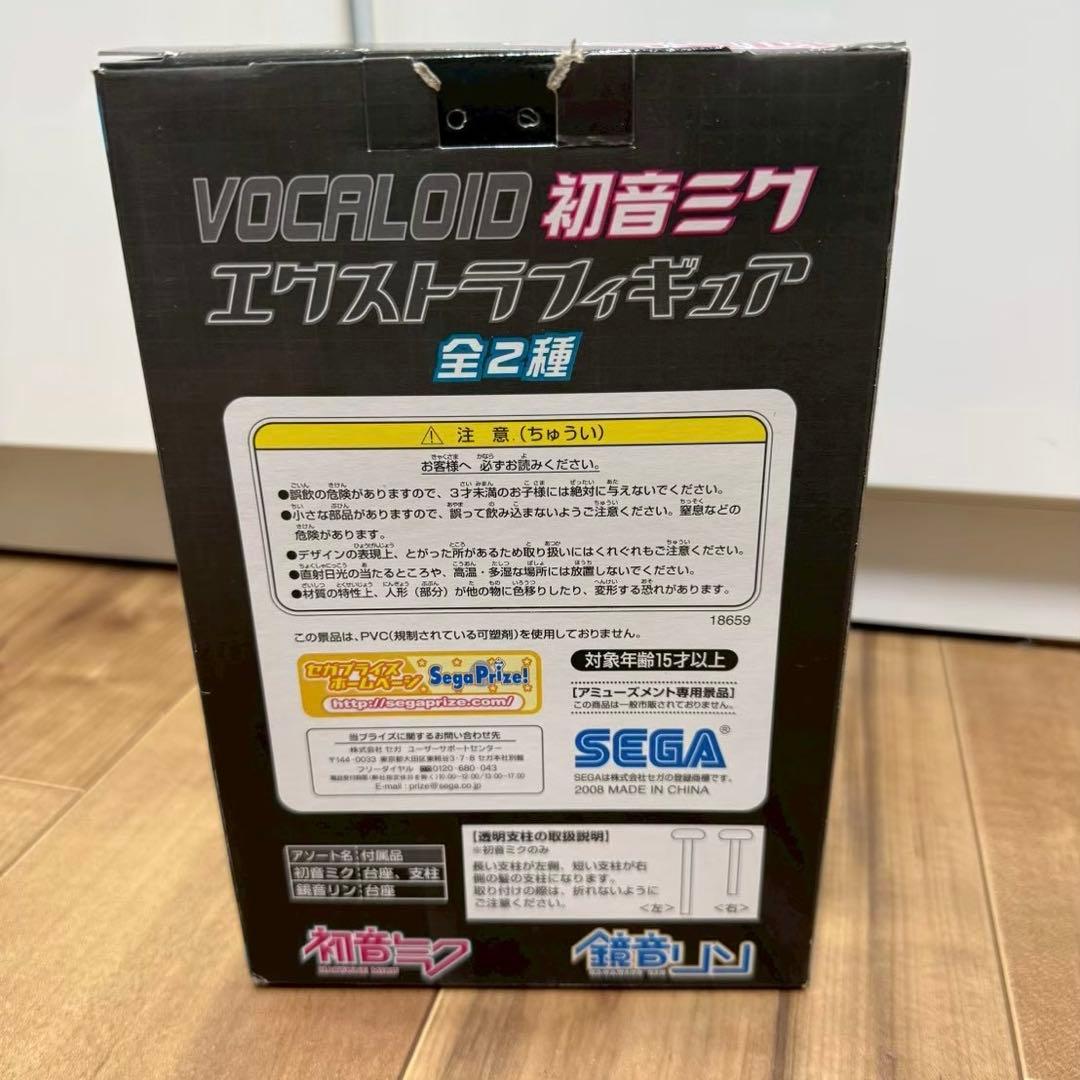 VOCALOID 初音ミク
エクストラフィギュア
全2種
⚠ 注 意 (ちゅうい)
お客様へ 必ずお読みください。
●誤飲の危険がありますので、3才未満のお子様には絶対に与えないでください。
●小さな部品がありますので、誤って飲み込まないようご注意ください。窒息などの
危険があります。
●デザインの表現上、とがった所があるため取り扱いにはくれぐれもご注意ください。
●直射日光の当たるところや、高温・多湿な場所には放置しないでください。
●材質の特性上、人形(部分)が他の物に色移りしたり、変形する恐れがあります。
18659
この景品は、PVC(規制されている可塑剤)を使用しておりません。
セガプライズ
ホームページ SegaPrize!
http://segaprize.com/
対象年齢15才以上
[アミューズメント専用景品]
この商品は一般市販されておりません。
当プライズに関するお問い合わせ先
株式会社 セガ ユーザーサポートセンター
〒144-0033 東京都大田区東糀谷3-7-8 セガ本社別館
フリーダイヤル 0120-680-043
E-mail : prize@sega.co.jp
SEGA®
SEGAは株式会社セガの登録商標です。
2008 MADE IN CHINA
アソート名:付属品
初音ミク:台座、支柱
鏡音リン:台座
【透明支柱の取扱説明】
※初音ミクのみ
長い支柱が左側、短い支柱が右
側の髪の支柱になります。
取り付けの際は、折れないように
ご注意ください。
<左> <右>
初音ミク
HATSUNE MIKU
鏡音リン
KAGAMINE RIN